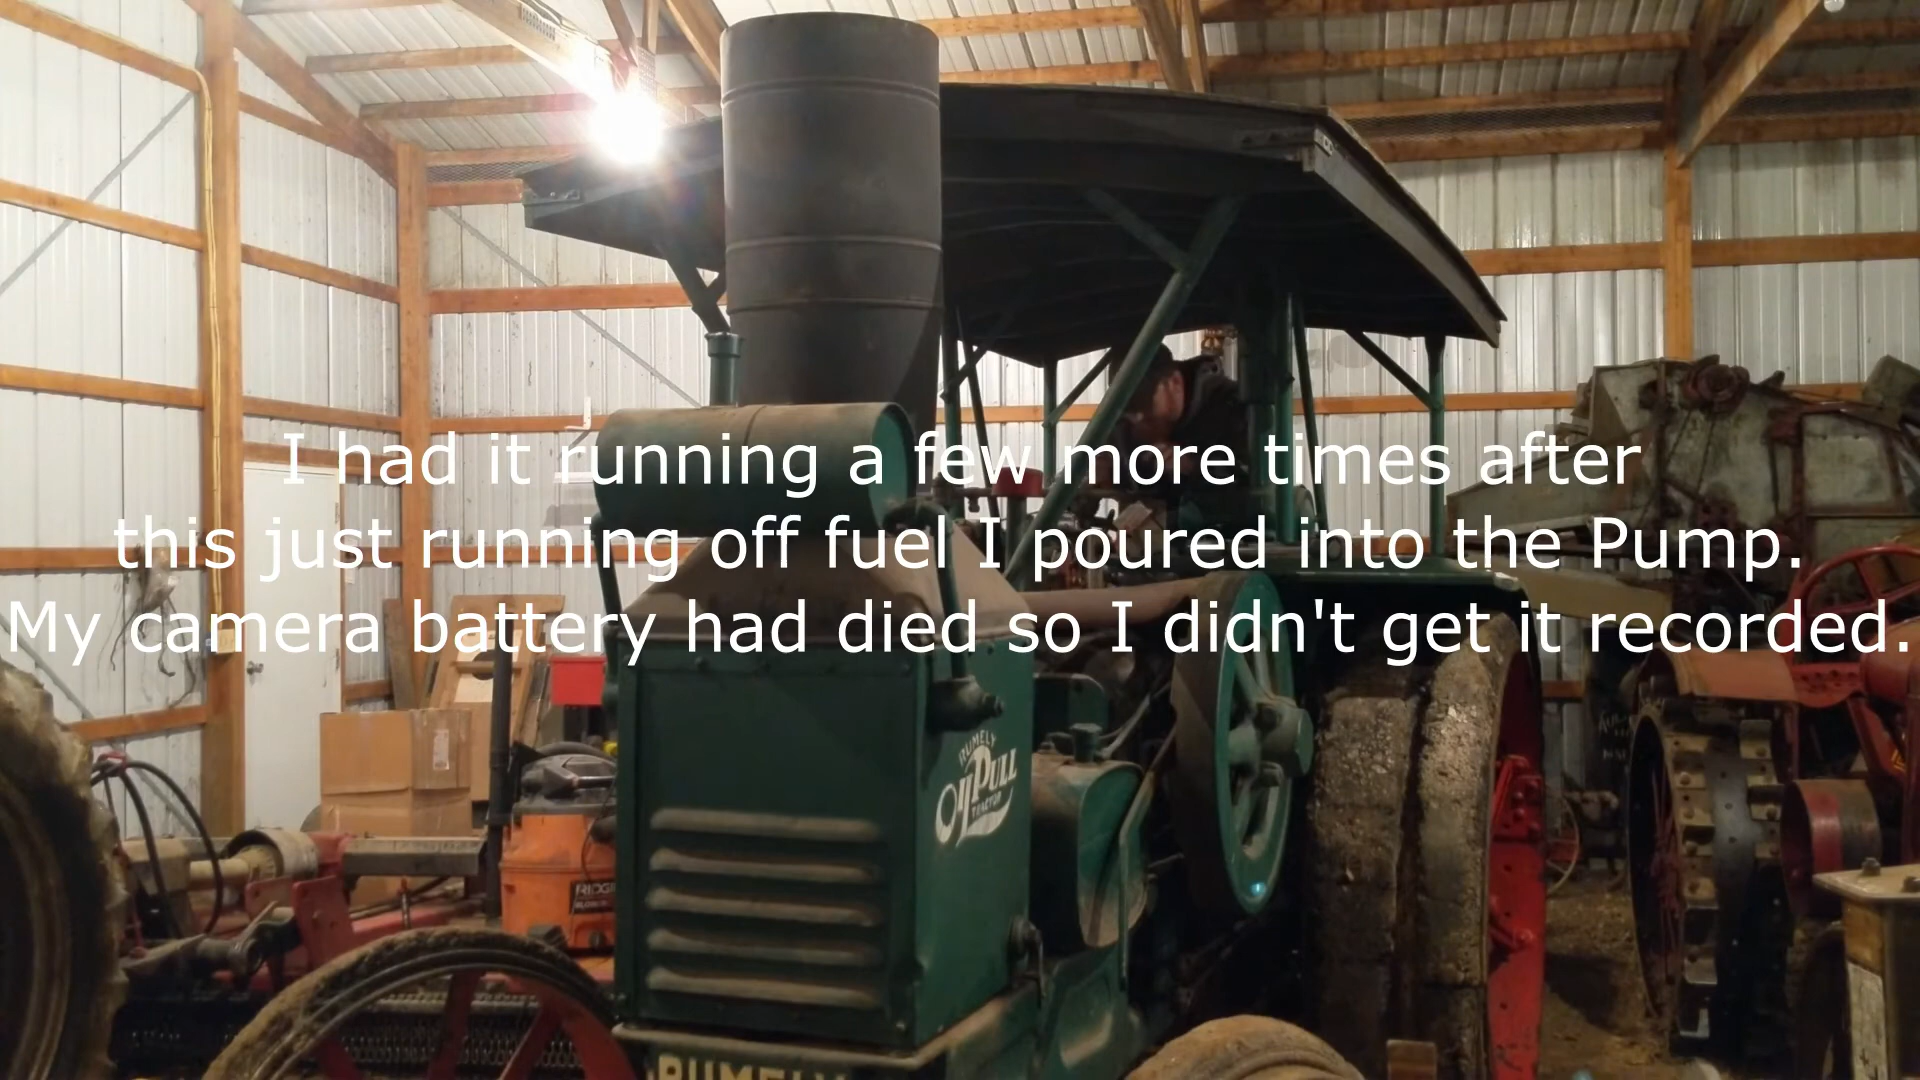 I had it running a few more times after
this just running off fuel I poured into the Pump.
My camera battery had died so I didn't get it recorded.
RUMELY
OilPull
TRACTOR
RIDGID
RUMELY